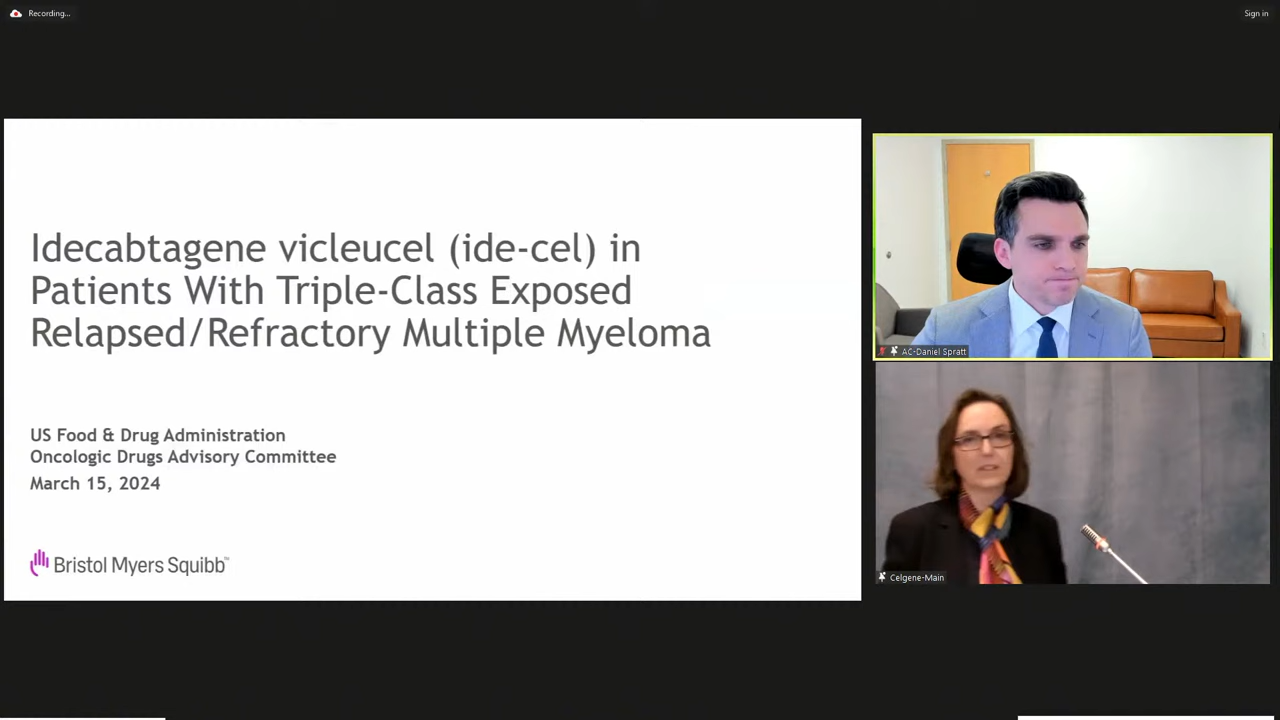 Recording...
Sign in
Idecabtagene vicleucel (ide-cel) in
Patients With Triple-Class Exposed
Relapsed/Refractory Multiple Myeloma
US Food & Drug Administration
Oncologic Drugs Advisory Committee
March 15, 2024
Bristol Myers Squibb™
AC-Daniel Spratt
Celgene-Main